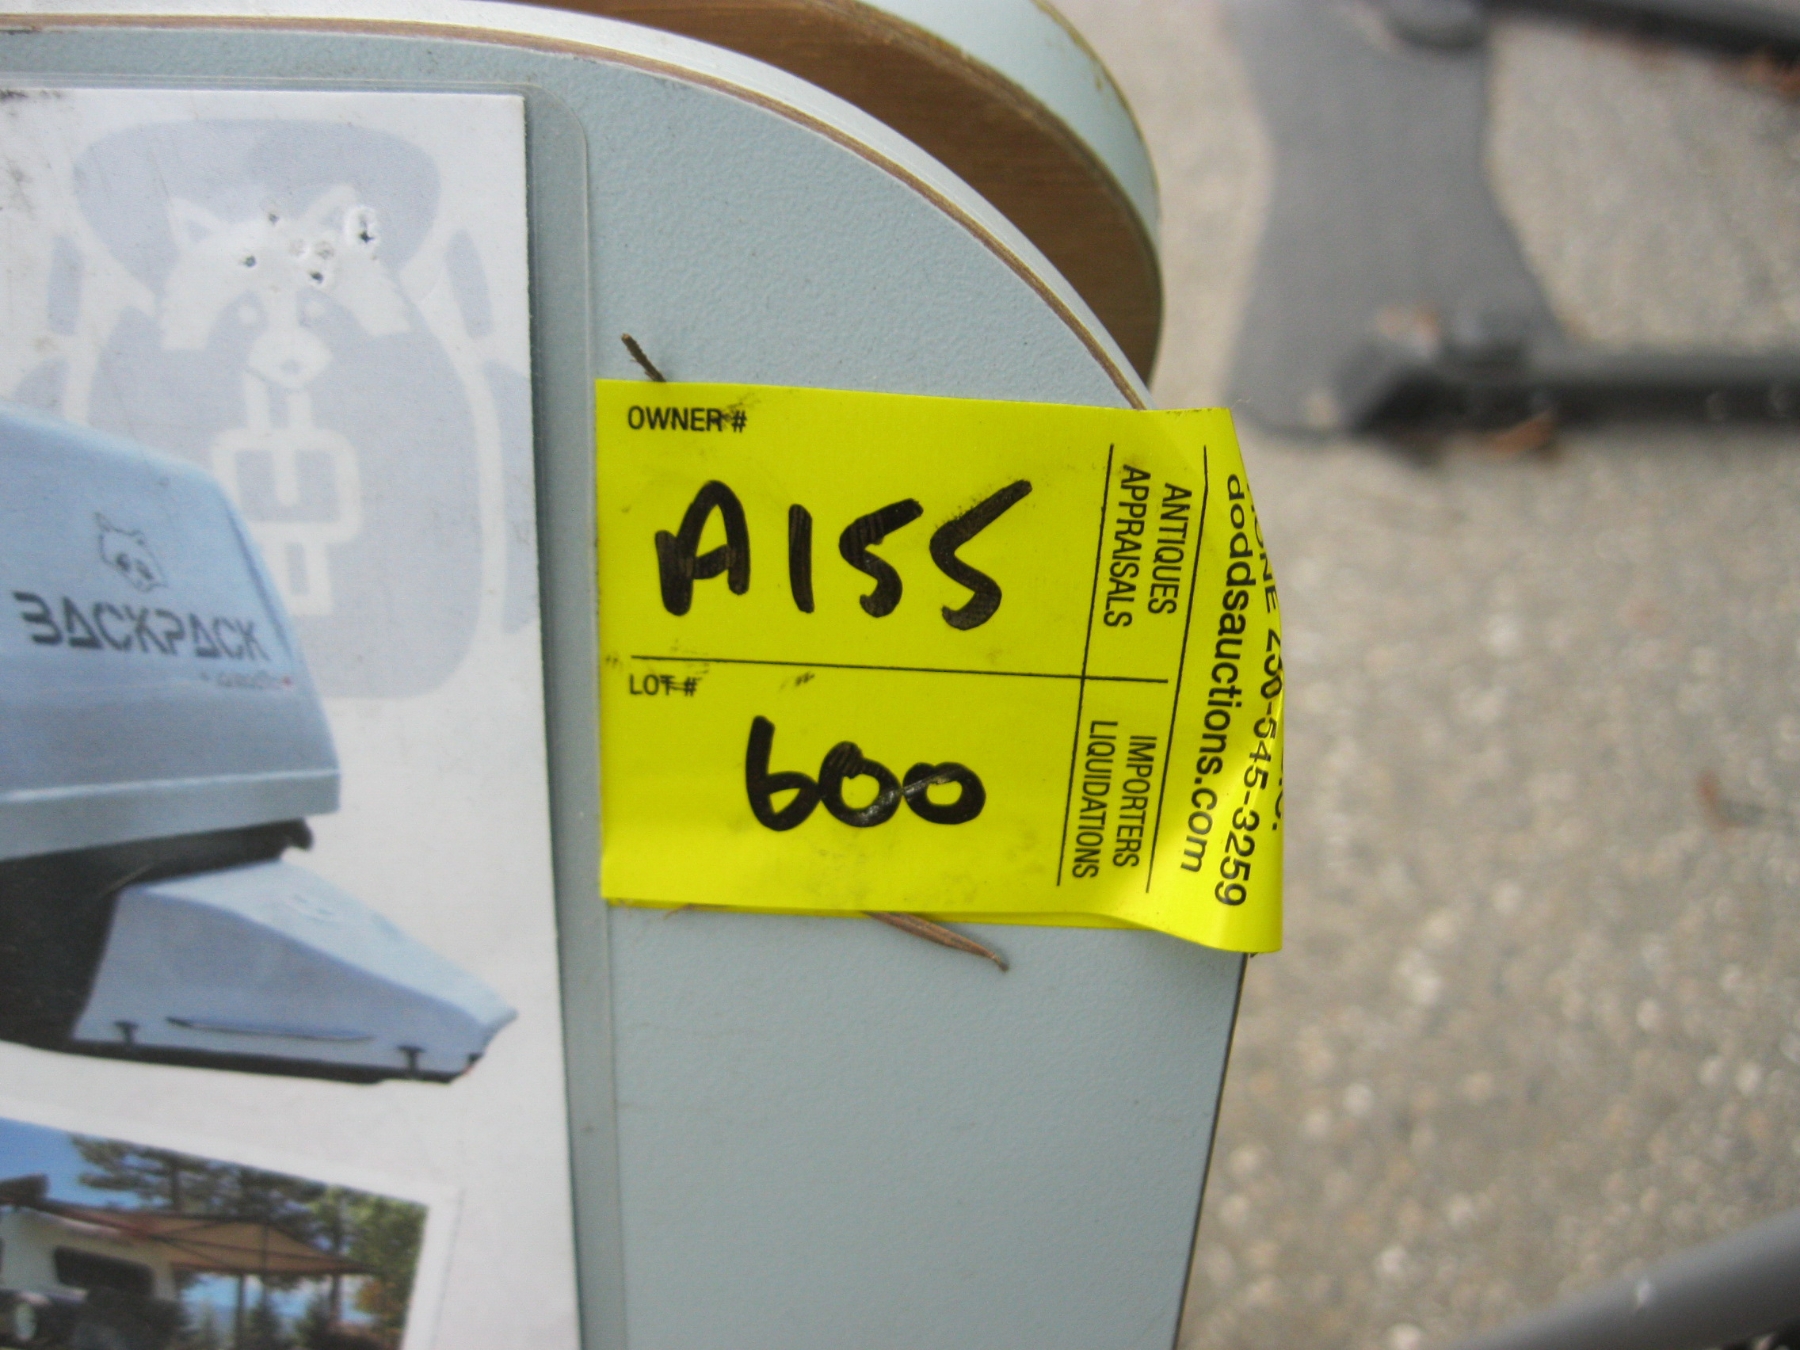 OWNER #
A155
LOT #
600
ANTIQUES
APPRAISALS
IMPORTERS
LIQUIDATIONS
doddsauctions.com
545-3259
BACKPACK